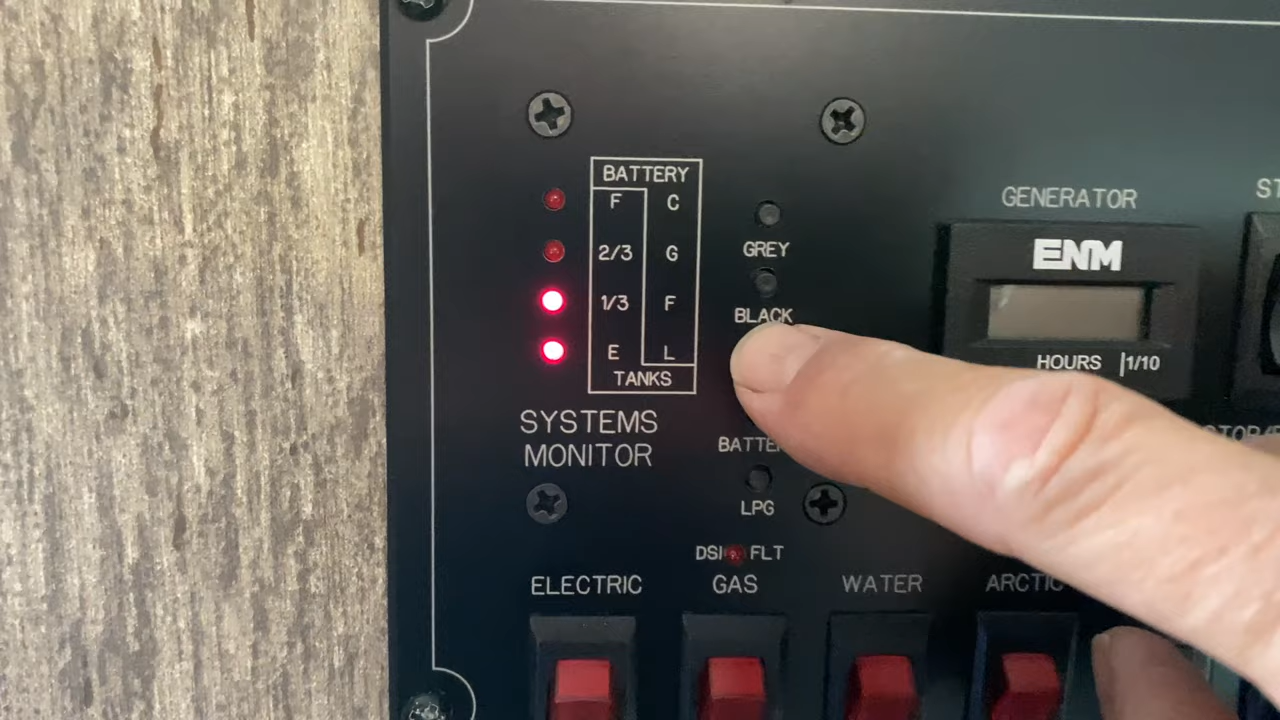 BATTERY
F C
2/3 G
1/3 F
E L
TANKS
SYSTEMS
MONITOR
GREY
BLACK
LPG
DSI FLT
ELECTRIC
GAS
WATER
ARCTIC
GENERATOR
ENM
HOURS 1/10